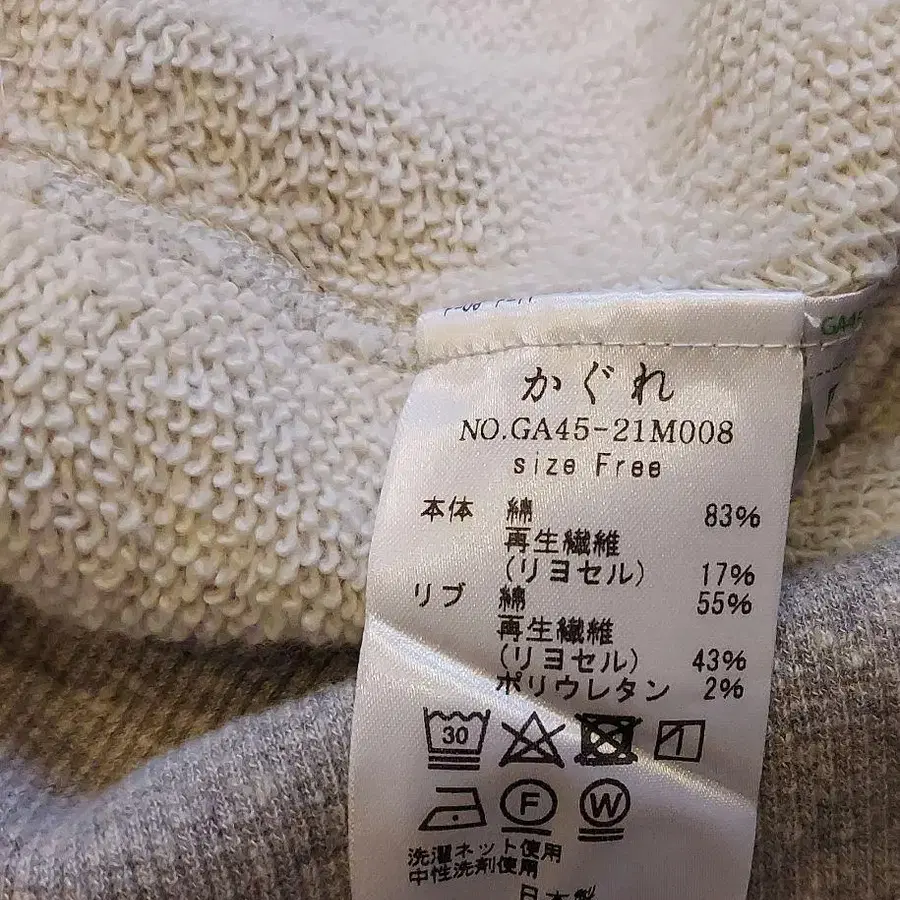 かぐれ
NO.GA45-21M008
size Free
本体 綿 83%
再生繊維
(リヨセル) 17%
リブ 綿 55%
再生繊維
(リヨセル) 43%
ポリウレタン 2%
30
F W
洗濯ネット使用
中性洗剤使用
日本製